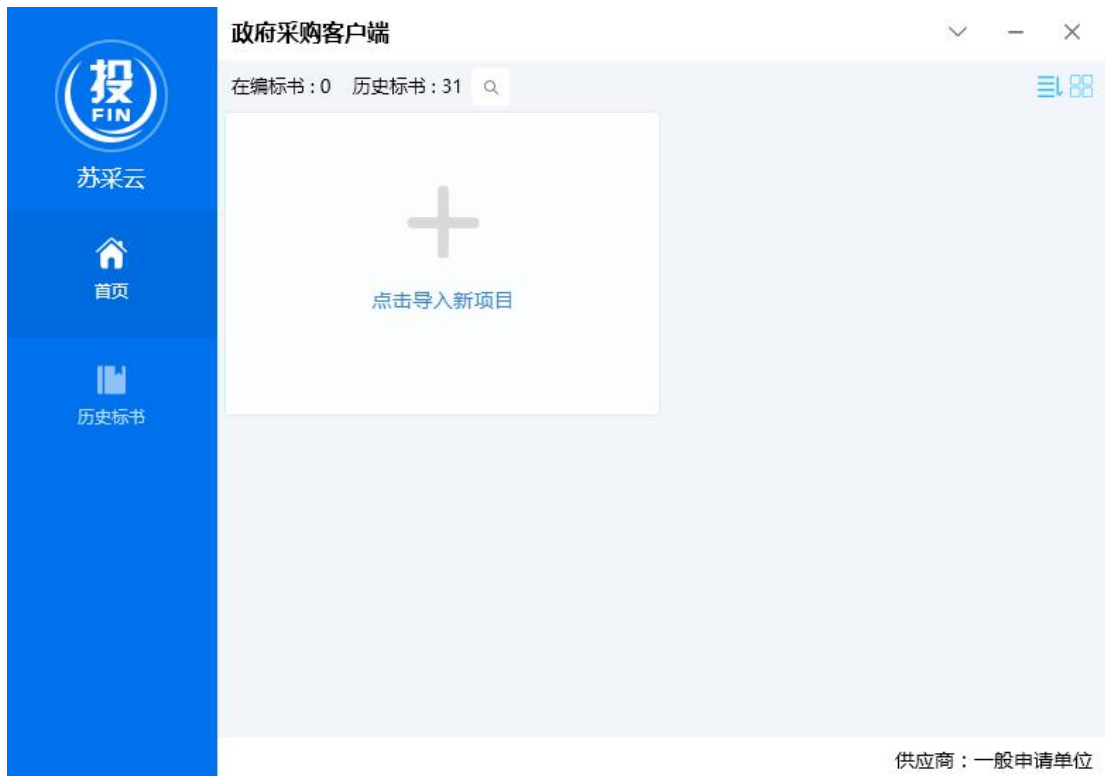 政府采购客户端
投
FIN
苏采云
在编标书：0 历史标书：31
首页
点击导入新项目
历史标书
供应商：一般申请单位